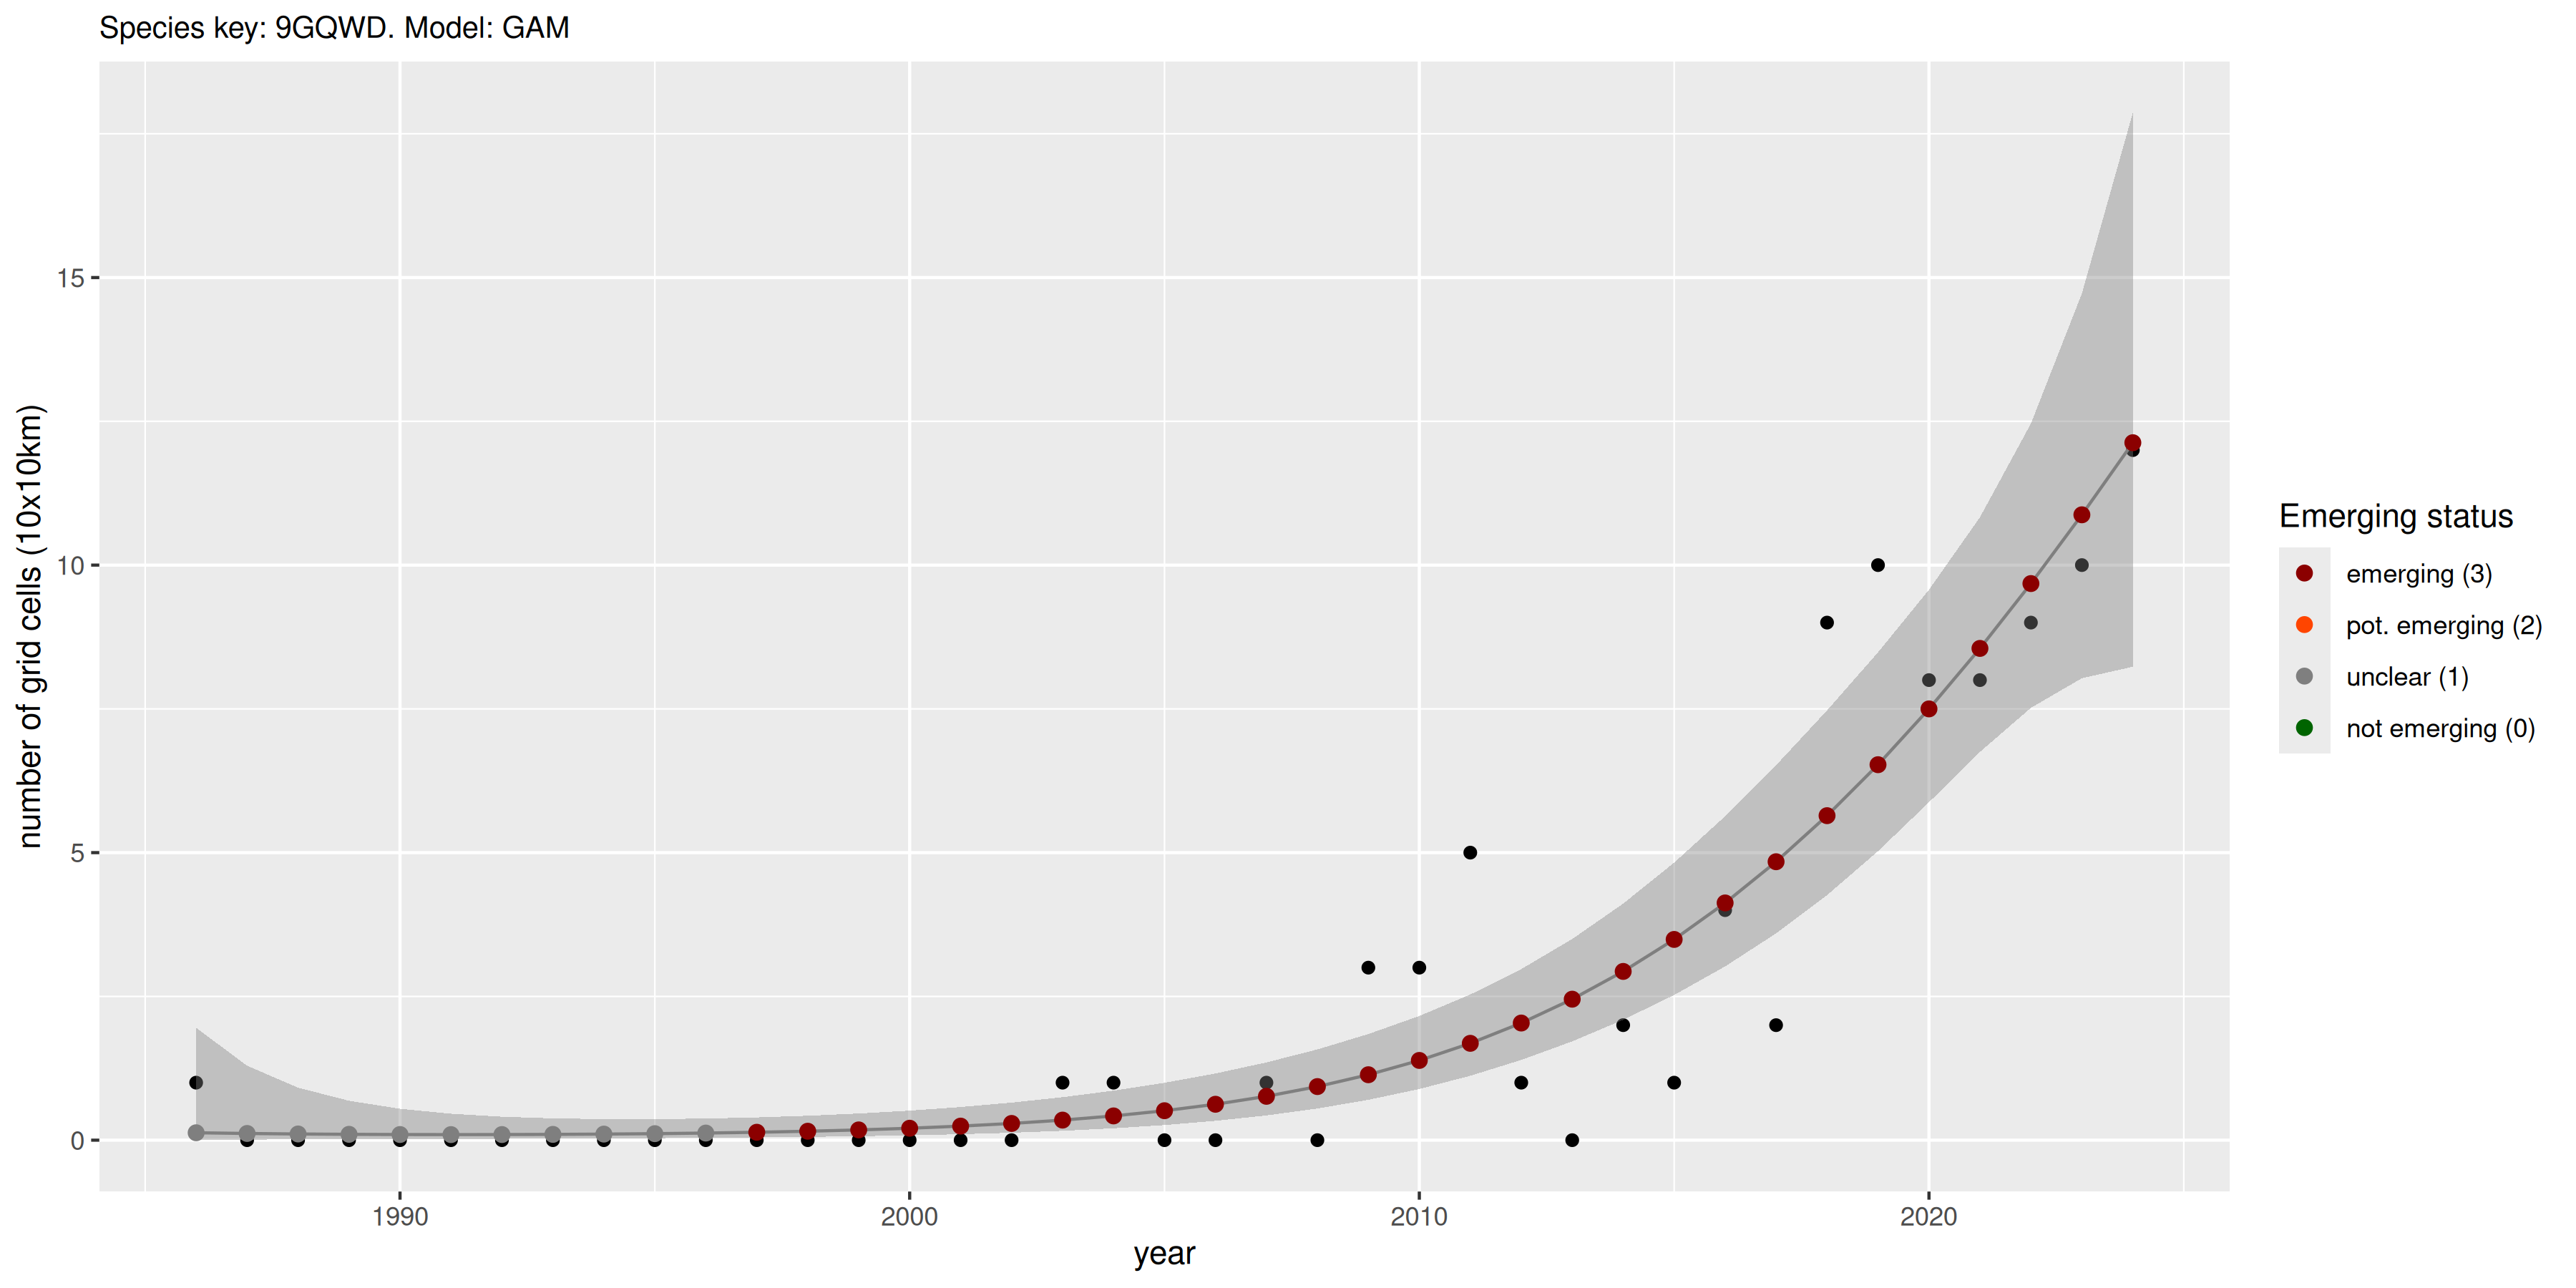 Species key: 9GQWD. Model: GAM
number of grid cells (10x10km)
15
10
5
0
1990
2000
2010
2020
year
Emerging status
emerging (3)
pot. emerging (2)
unclear (1)
not emerging (0)